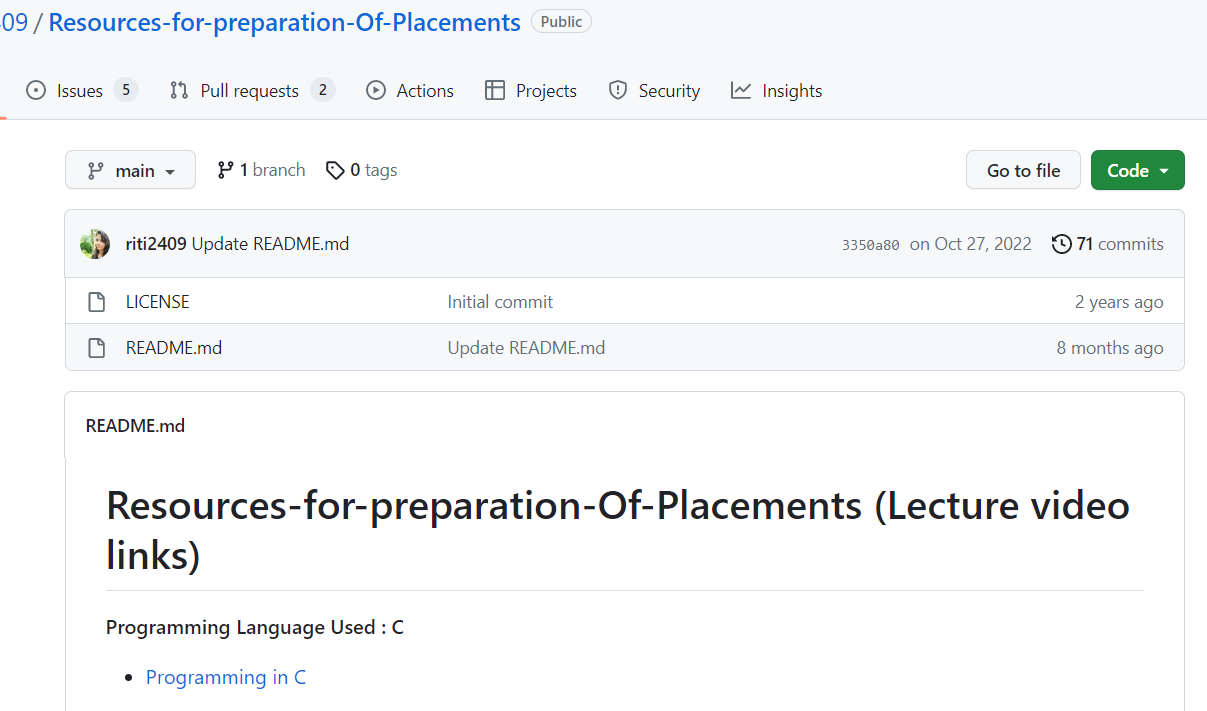 09 / Resources-for-preparation-Of-Placements Public
Issues 5 Pull requests 2 Actions Projects Security Insights
main 1 branch 0 tags Go to file Code
riti2409 Update README.md 3350a80 on Oct 27, 2022 71 commits
LICENSE Initial commit 2 years ago
README.md Update README.md 8 months ago
README.md
Resources-for-preparation-Of-Placements (Lecture video
links)
Programming Language Used : C
• Programming in C